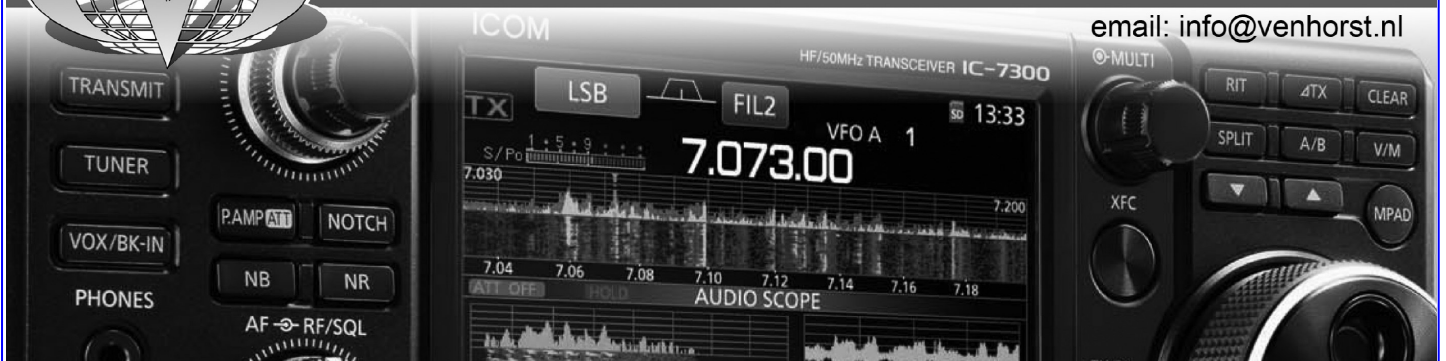 email: info@venhorst.nl
ICOM
HF/50MHz TRANSCEIVER IC-7300
TRANSMIT
TUNER
VOX/BK-IN
PHONES
P.AMP ATT
NOTCH
NB
NR
AF RF/SQL
TX
LSB
FIL2
SD 13:33
VFO A 1
1 • 5 • 9
S/Po
7.073.00
7.030
7.200
7.04 7.06 7.08 7.10 7.12 7.14 7.16 7.18
ATT OFF
HOLD
AUDIO SCOPE
MULTI
XFC
RIT
⊿TX
CLEAR
SPLIT
A/B
V/M
MPAD